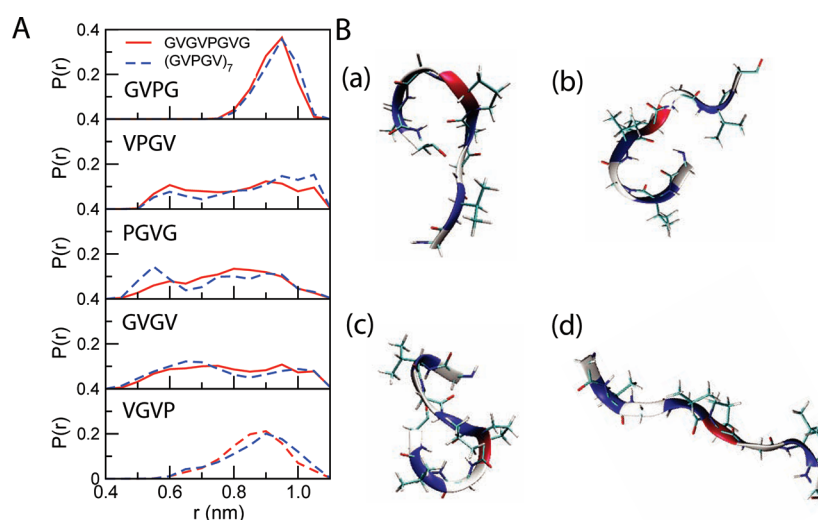 A
B
0.4
0.2
0.4
P(r)
GVGVPGVG
(GVPGV)7
GVPG
0.2
0.4
P(r)
VPGV
0.2
0.4
P(r)
PGVG
0.2
0.4
P(r)
GVGV
0.2
0
P(r)
VGVP
0.4 0.6 0.8 1.0
r (nm)
(a)
(b)
(c)
(d)